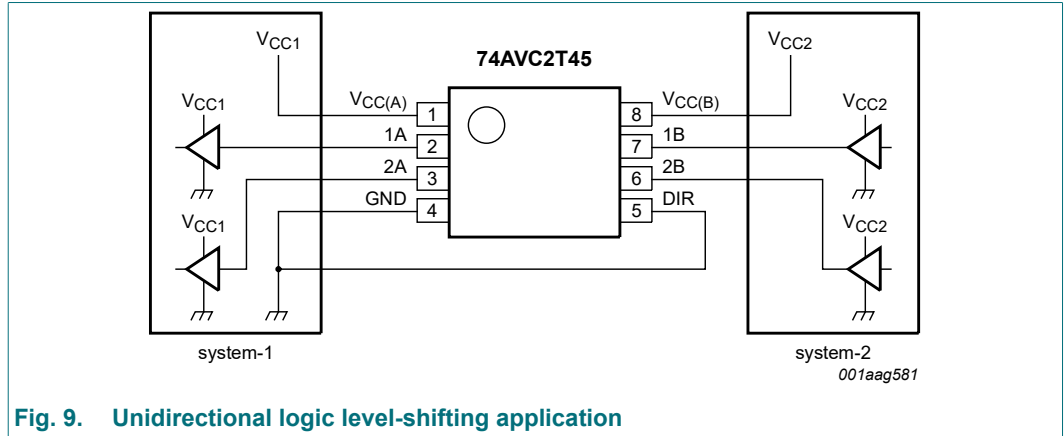 VCC1
VCC2
74AVC2T45
VCC1
VCC(A)
1
8
VCC(B)
VCC2
1A
2
7
1B
2A
3
6
2B
GND
4
5
DIR
VCC1
VCC2
system-1
system-2
001aag581
Fig. 9. Unidirectional logic level-shifting application